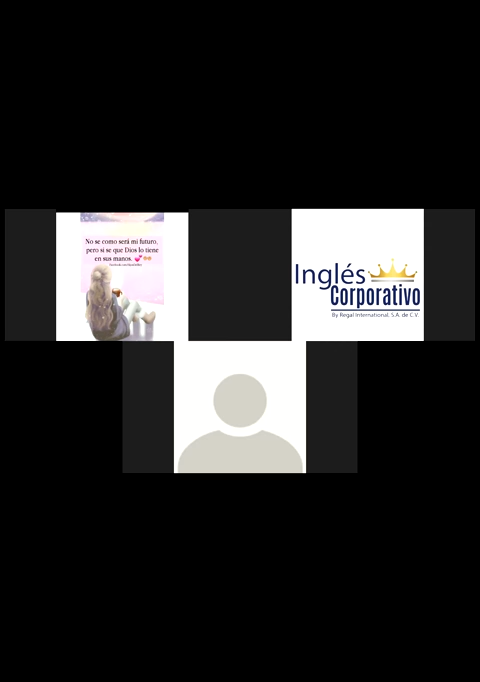 No se como será mi futuro,
pero si se que Dios lo tiene
en sus manos. 💞🙌
Inglés
Corporativo
By Regal International, S.A. de C.V.